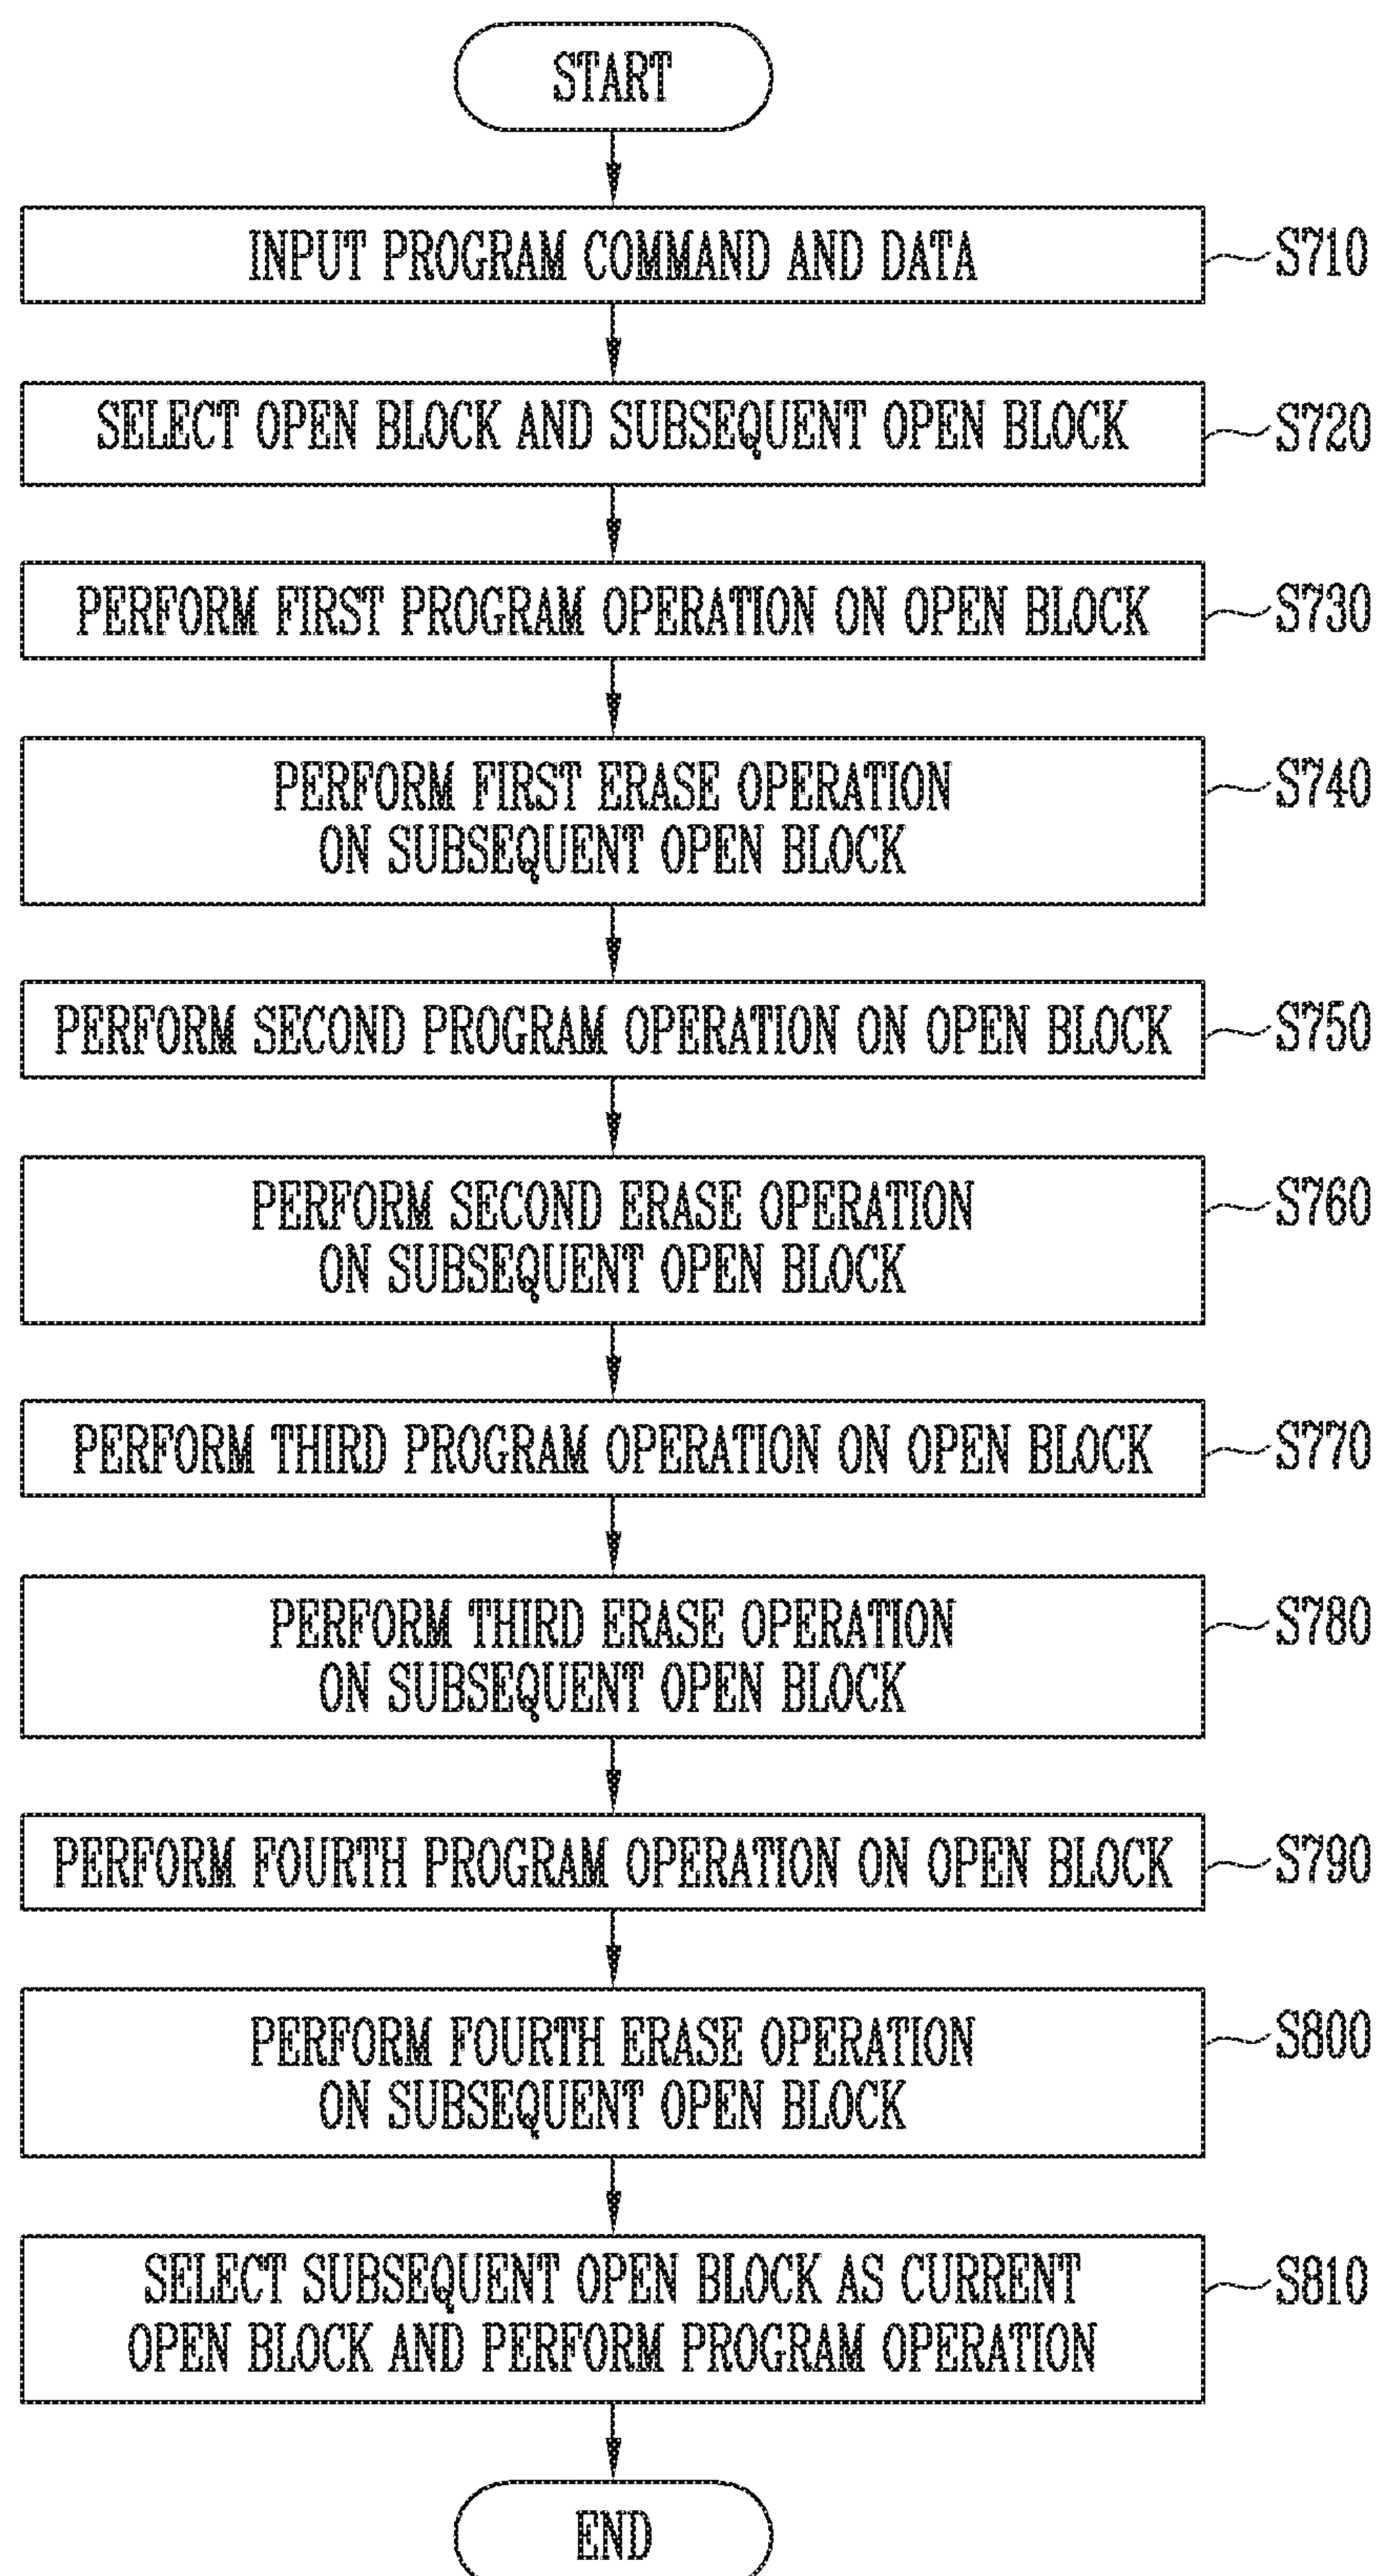 START
INPUT PROGRAM COMMAND AND DATA
S710
SELECT OPEN BLOCK AND SUBSEQUENT OPEN BLOCK
S720
PERFORM FIRST PROGRAM OPERATION ON OPEN BLOCK
S730
PERFORM FIRST ERASE OPERATION
ON SUBSEQUENT OPEN BLOCK
S740
PERFORM SECOND PROGRAM OPERATION ON OPEN BLOCK
S750
PERFORM SECOND ERASE OPERATION
ON SUBSEQUENT OPEN BLOCK
S760
PERFORM THIRD PROGRAM OPERATION ON OPEN BLOCK
S770
PERFORM THIRD ERASE OPERATION
ON SUBSEQUENT OPEN BLOCK
S780
PERFORM FOURTH PROGRAM OPERATION ON OPEN BLOCK
S790
PERFORM FOURTH ERASE OPERATION
ON SUBSEQUENT OPEN BLOCK
S800
SELECT SUBSEQUENT OPEN BLOCK AS CURRENT
OPEN BLOCK AND PERFORM PROGRAM OPERATION
S810
END